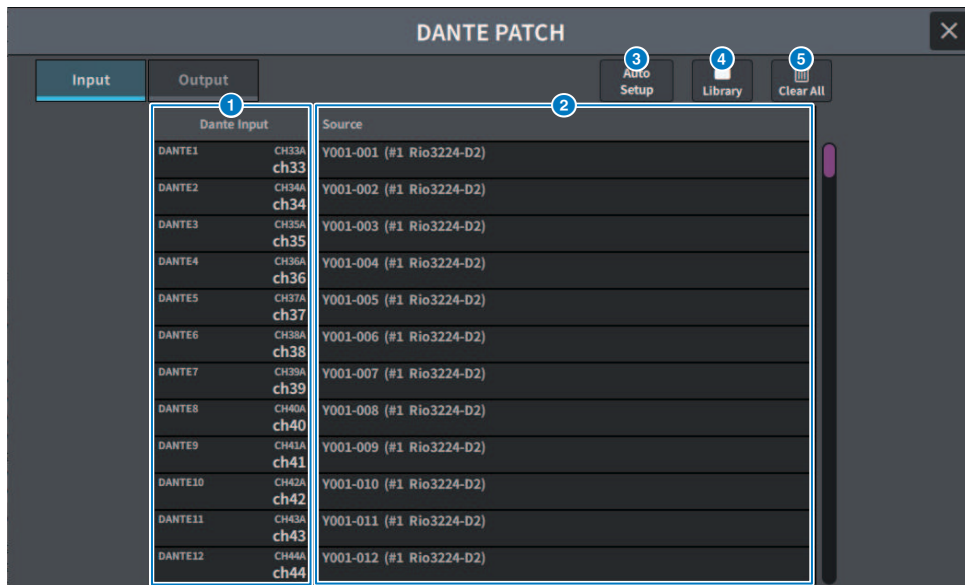 DANTE PATCH
Input
Output
3
Auto
Setup
4
Library
5
Clear All
1
2
Dante Input
Source
DANTE1 CH33A
ch33
Y001-001 (#1 Rio3224-D2)
DANTE2 CH34A
ch34
Y001-002 (#1 Rio3224-D2)
DANTE3 CH35A
ch35
Y001-003 (#1 Rio3224-D2)
DANTE4 CH36A
ch36
Y001-004 (#1 Rio3224-D2)
DANTE5 CH37A
ch37
Y001-005 (#1 Rio3224-D2)
DANTE6 CH38A
ch38
Y001-006 (#1 Rio3224-D2)
DANTE7 CH39A
ch39
Y001-007 (#1 Rio3224-D2)
DANTE8 CH40A
ch40
Y001-008 (#1 Rio3224-D2)
DANTE9 CH41A
ch41
Y001-009 (#1 Rio3224-D2)
DANTE10 CH42A
ch42
Y001-010 (#1 Rio3224-D2)
DANTE11 CH43A
ch43
Y001-011 (#1 Rio3224-D2)
DANTE12 CH44A
ch44
Y001-012 (#1 Rio3224-D2)